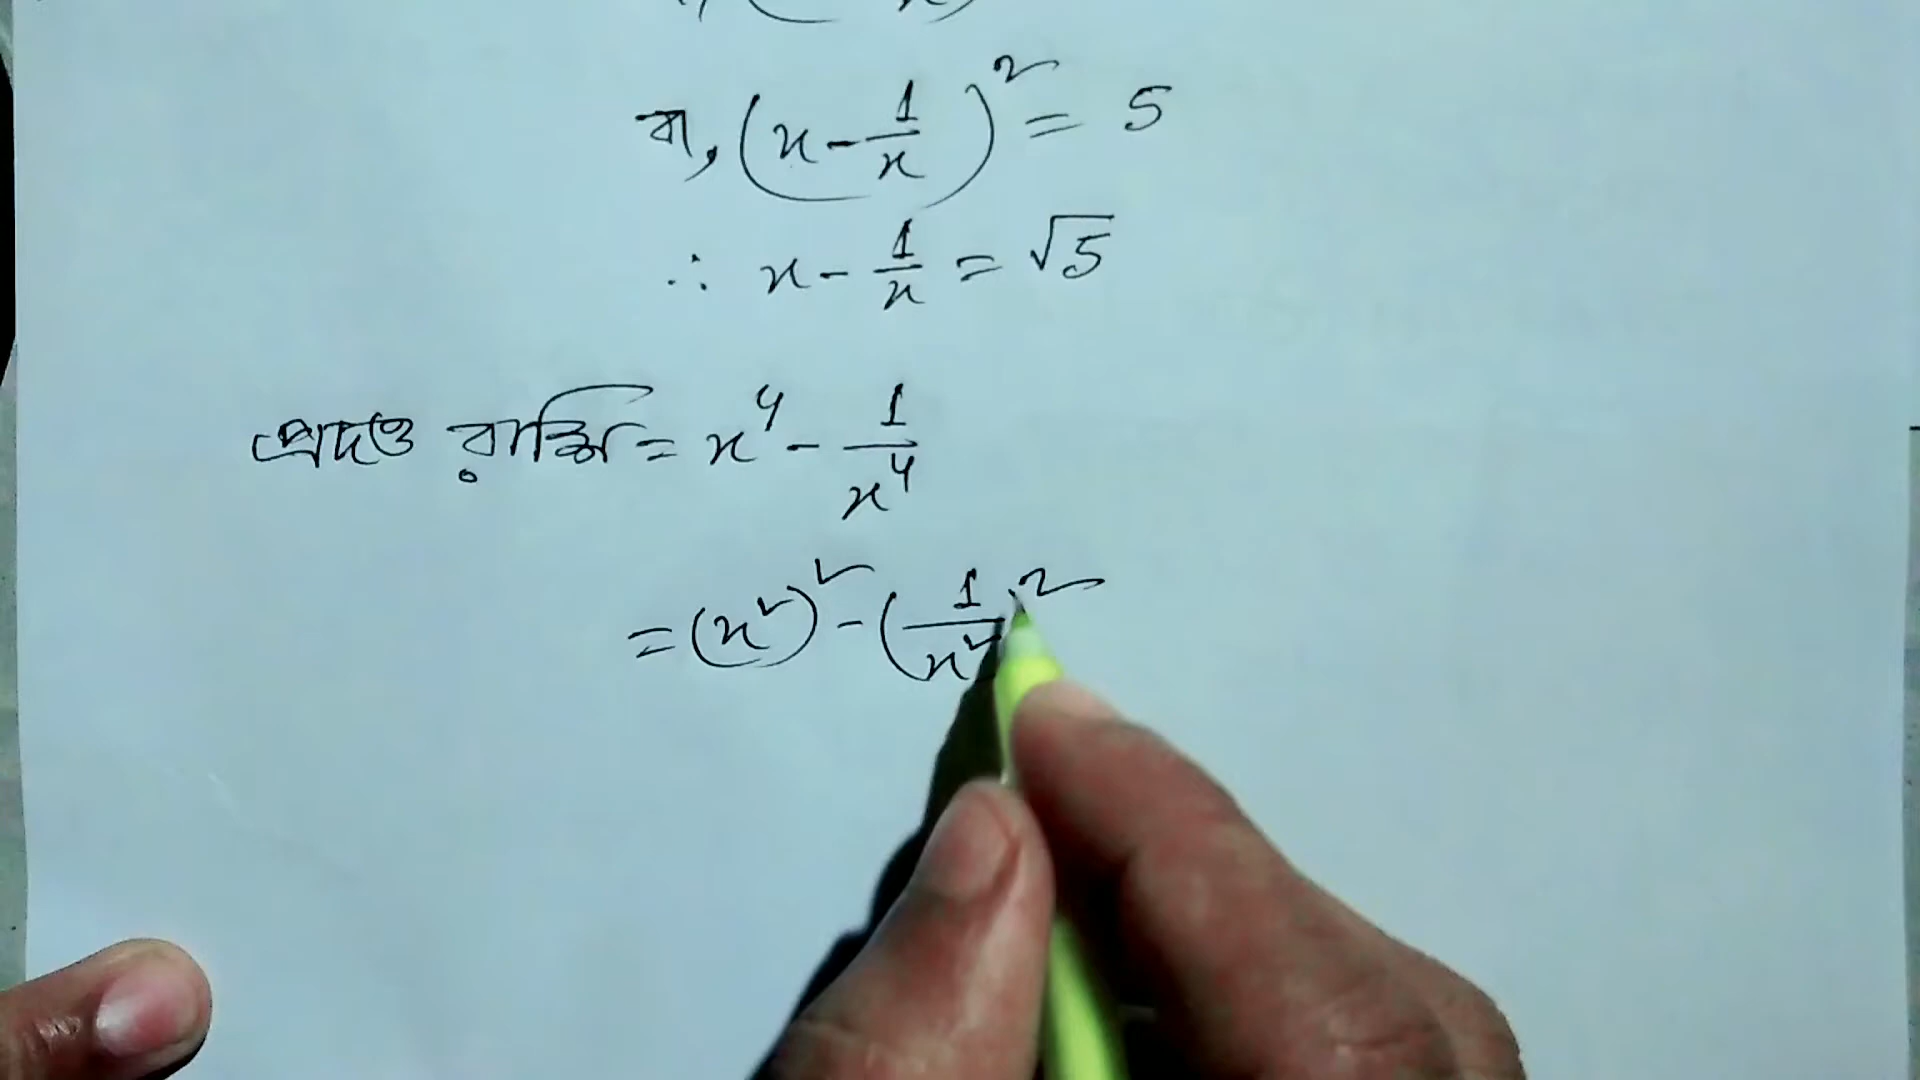 বা, (x - 1/x)² = 5
∴ x - 1/x = √5
প্রদত্ত রাশি = x⁴ - 1/x⁴
= (x²)² - (1/x²)²